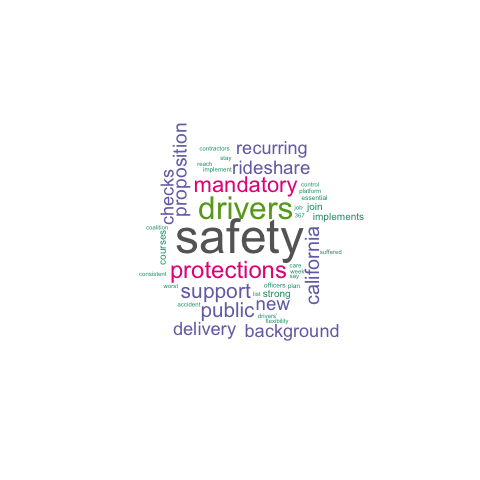 contractors
recurring
stay
reach
implement
rideshare
proposition
checks
mandatory
control
platform
essential
drivers
job
join
367
implements
coalition
courses
safety
california
suffered
consistent
protections
care
week
say
worst
support
list
officers
plan
strong
accident
public
new
drivers'
flexibility
delivery
background